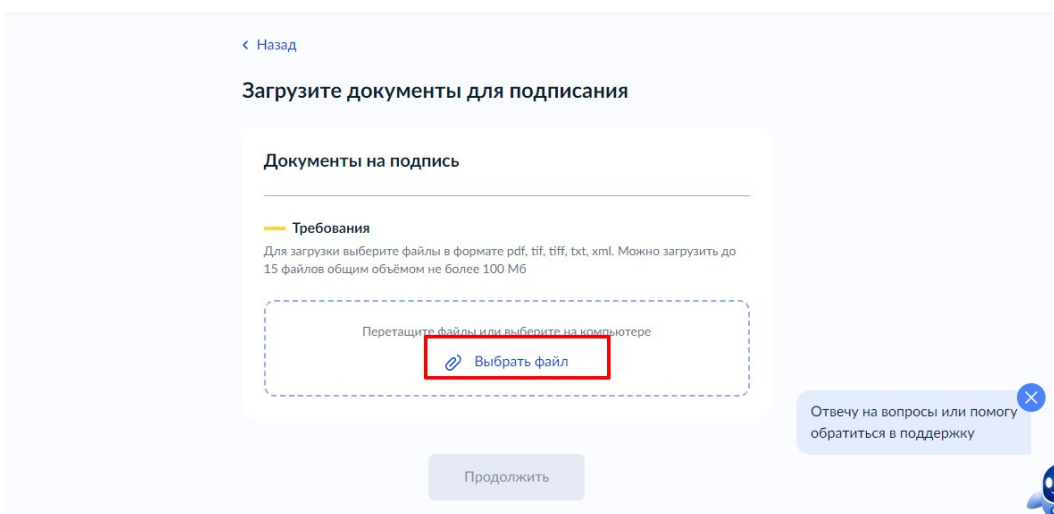 Назад
Загрузите документы для подписания
Документы на подпись
Требования
Для загрузки выберите файлы в формате pdf, tif, tiff, txt, xml. Можно загрузить до
15 файлов общим объёмом не более 100 Мб
Перетащите файлы или выберите на компьютере
Выбрать файл
Отвечу на вопросы или помогу
обратиться в поддержку
Продолжить